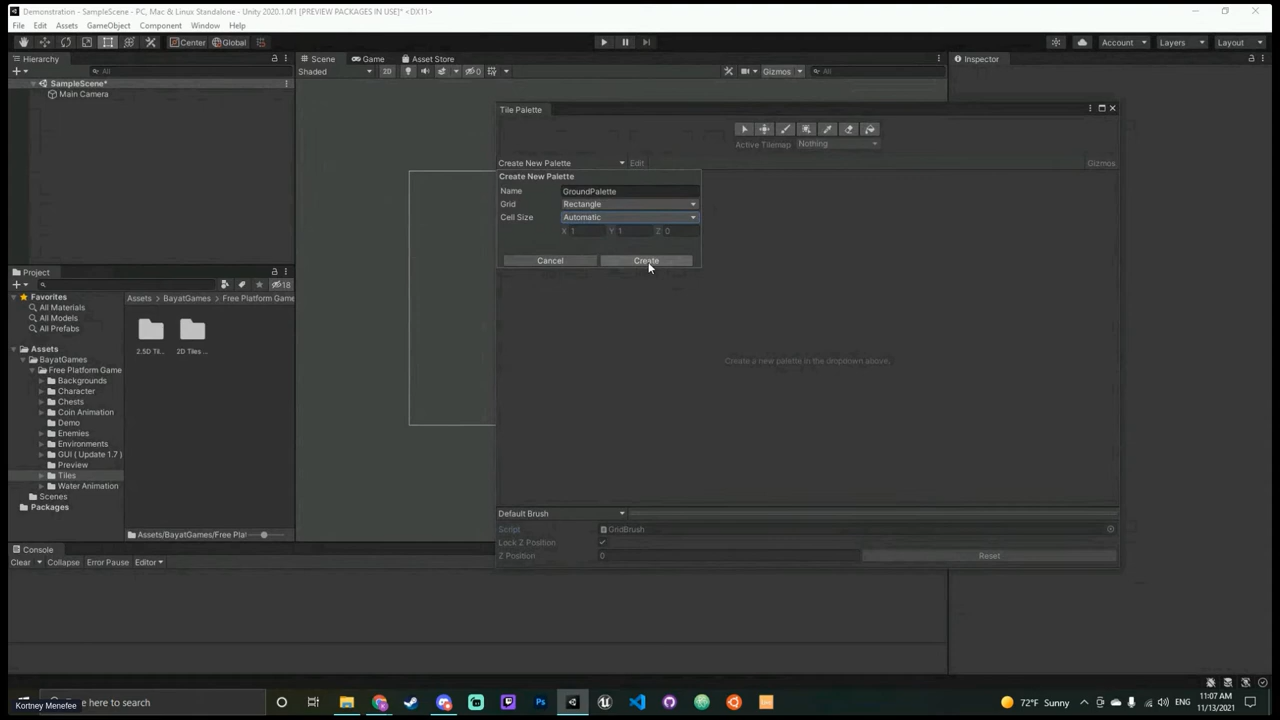 Demonstration - SampleScene - PC, Mac & Linux Standalone - Unity 2020.1.0f1 [PREVIEW PACKAGES IN USE]* <DX11>
File Edit Assets GameObject Component Window Help
Center Global Account Layers Layout
Hierarchy
All
SampleScene*
Main Camera
Scene Game Asset Store
Shaded 2D 0 Gizmos All
Inspector
Tile Palette
Active Tilemap Nothing
Create New Palette Edit Gizmos
Create New Palette
Name GroundPalette
Grid Rectangle
Cell Size Automatic
X 1 Y 1 Z 0
Cancel Create
Create a new palette in the dropdown above.
Default Brush
Script GridBrush
Lock Z Position
Z Position 0 Reset
Project
18
Favorites
All Materials
All Models
All Prefabs
Assets
BayatGames
Free Platform Game
Backgrounds
Character
Chests
Coin Animation
Demo
Enemies
Environments
GUI ( Update 1.7 )
Preview
Tiles
Water Animation
Scenes
Packages
Assets > BayatGames > Free Platform Game
2.5D Til... 2D Tiles ...
Assets/BayatGames/Free Pla
Console
Clear Collapse Error Pause Editor
Kortney Menefee
here to search
72°F Sunny
ENG
11:07 AM
11/13/2021